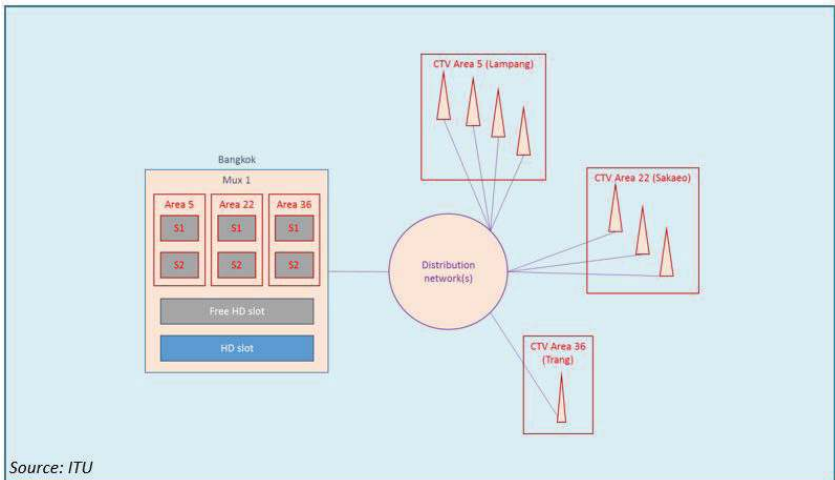 CTV Area 5 (Lampang)
Bangkok
Mux 1
Area 5 Area 22 Area 36
S1 S1 S1
S2 S2 S2
Free HD slot
HD slot
Distribution
network(s)
CTV Area 22 (Sakaeo)
CTV Area 36
(Trang)
Source: ITU